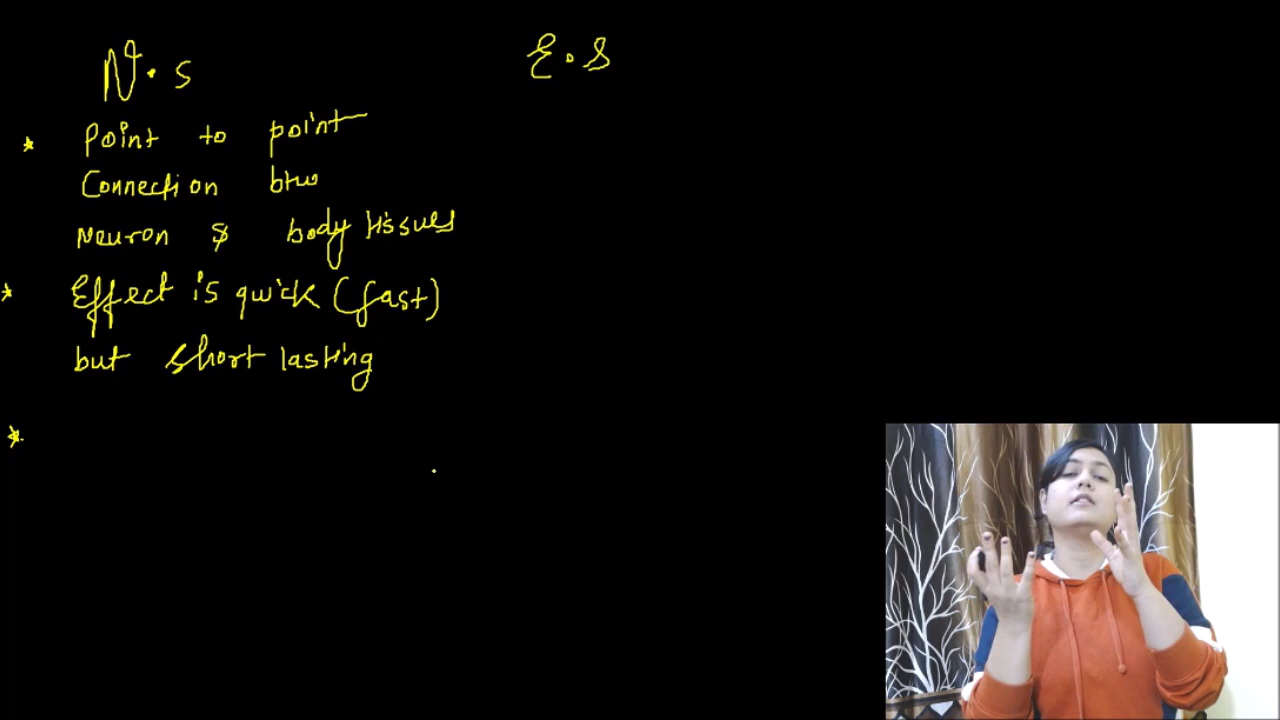 N.S
E.S
* Point to point
Connection btw
Neuron & body tissues
* Effect is quick (fast)
but short lasting
*